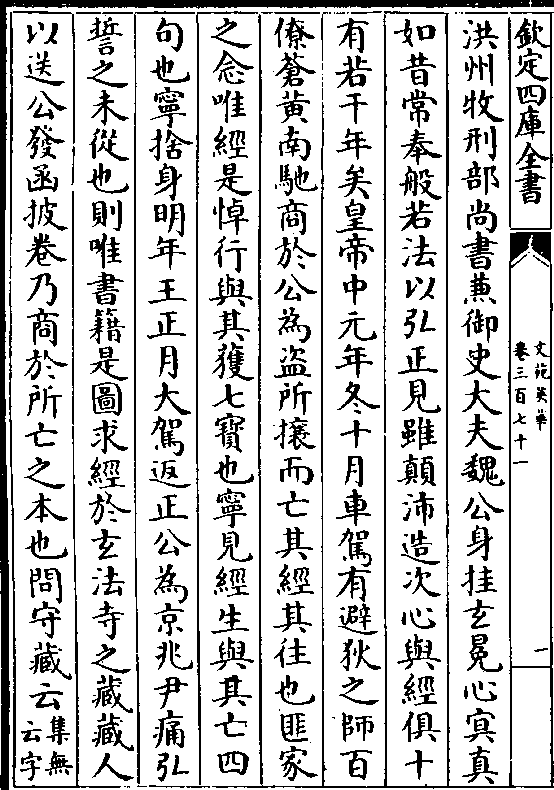 欽定四庫全書
文苑英華
卷三百七十一
一
洪州牧刑部尚書兼御史大夫魏公身挂玄冕心冥真
如昔常奉般若法以弘正見雖顛沛造次心與經俱十
有若干年矣皇帝中元年冬十月車駕有避狄之師百
僚蒼黄南馳商於公為盜所攘而亡其經其往也匪家
之念唯經是悼行與其獲七寳也寧見經生與其亡四
句也寧捨身明年王正月大駕返正公為京兆尹痛弘
誓之未從也則唯書籍是圖求經於玄法寺之藏藏人
以送公發函披卷乃商於所亡之本也問守藏云集無云字